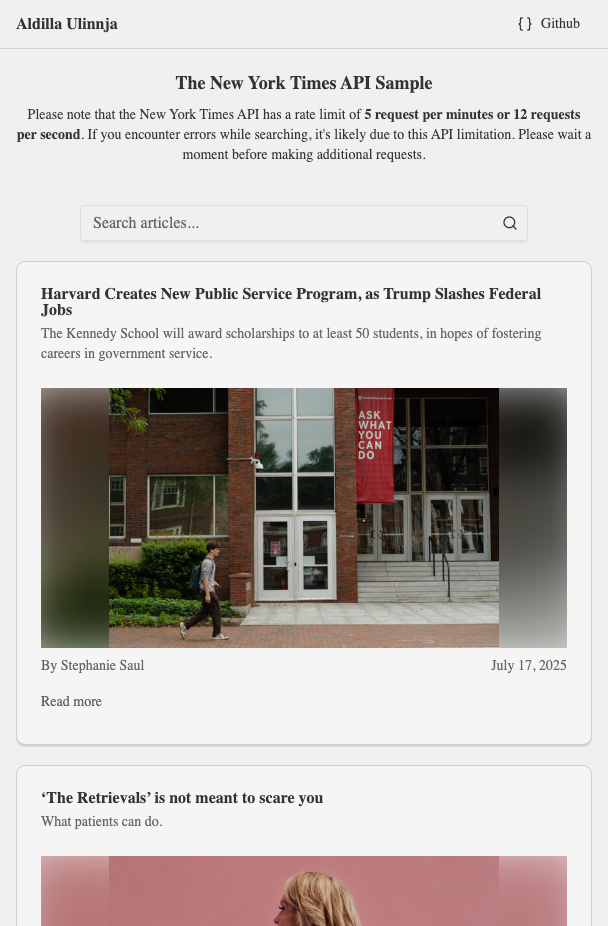 Aldilla Ulinnja
Github
The New York Times API Sample
Please note that the New York Times API has a rate limit of 5 request per minutes or 12 requests
per second. If you encounter errors while searching, it's likely due to this API limitation. Please wait a
moment before making additional requests.
Search articles...
Harvard Creates New Public Service Program, as Trump Slashes Federal
Jobs
The Kennedy School will award scholarships to at least 50 students, in hopes of fostering
careers in government service.
ASK
WHAT
YOU
CAN
DO
By Stephanie Saul
July 17, 2025
Read more
‘The Retrievals’ is not meant to scare you
What patients can do.